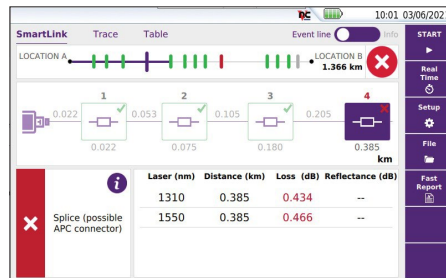 10:01 03/06/202
SmartLink Trace Table Event line Info START
LOCATION A LOCATION B
1.366 km
Real
Time
1 2 3 4
0.022 0.053 0.105 0.205
0.022 0.075 0.180 0.385
km
Setup
File
Fast
Report
Laser (nm) Distance (km) Loss (dB) Reflectance (dB)
1310 0.385 0.434 --
1550 0.385 0.466 --
i
Splice (possible
APC connector)